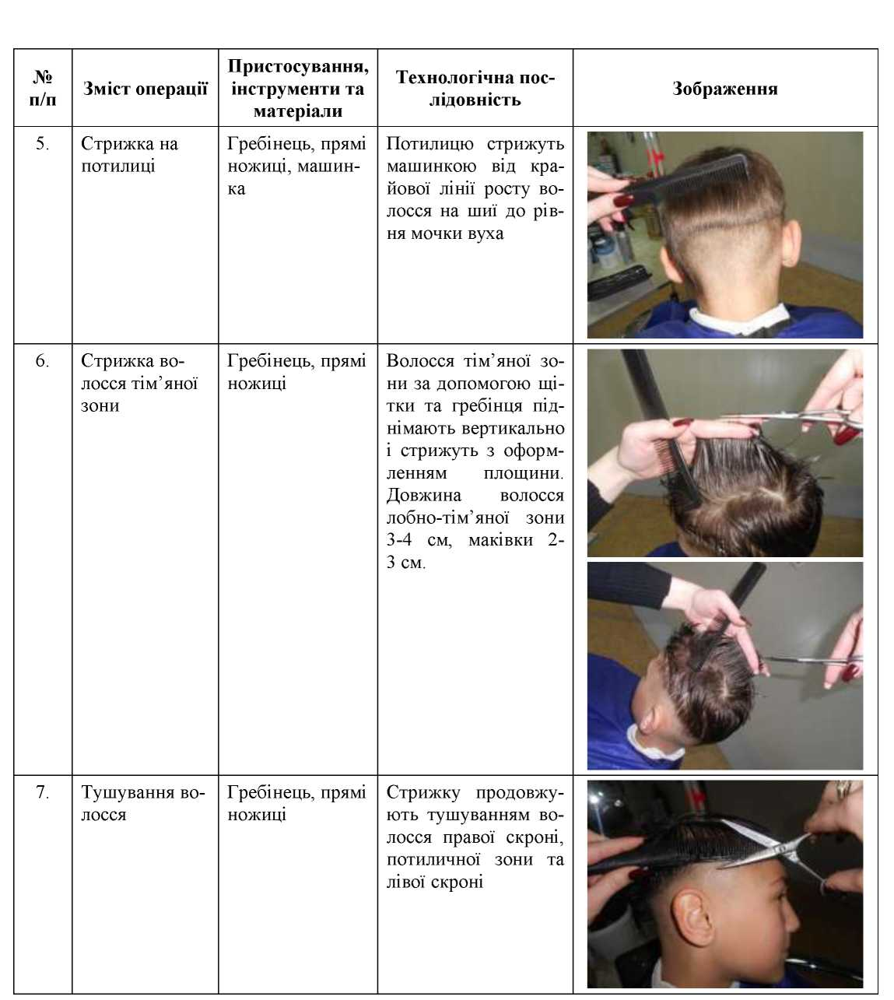 №
п/п
Зміст операції
Пристосування,
інструменти та
матеріали
Технологічна пос-
лідовність
Зображення
5.
Стрижка на
потилиці
Гребінець, прямі
ножиці, машин-
ка
Потилицю стрижуть
машинкою від кра-
йової лінії росту во-
лосся на шиї до рів-
ня мочки вуха
6.
Стрижка во-
лосся тім’яної
зони
Гребінець, прямі
ножиці
Волосся тім’яної зо-
ни за допомогою щі-
тки та гребінця під-
німають вертикально
і стрижуть з оформ-
ленням площини.
Довжина волосся
лобно-тім’яної зони
3-4 см, маківки 2-
3 см.
7.
Тушування во-
лосся
Гребінець, прямі
ножиці
Стрижку продовжу-
ють тушуванням во-
лосся правої скроні,
потиличної зони та
лівої скроні